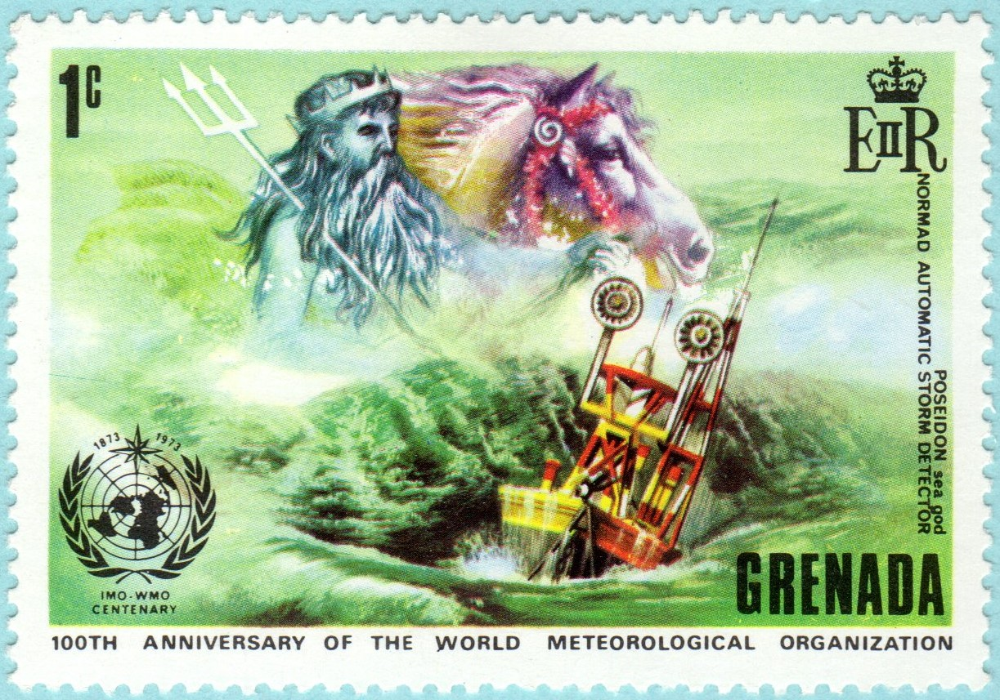 1c
EIIR
POSEIDON sea god
NORMAD AUTOMATIC STORM DETECTOR
1873 1973
IMO-WMO
CENTENARY
GRENADA
100TH ANNIVERSARY OF THE WORLD METEOROLOGICAL ORGANIZATION